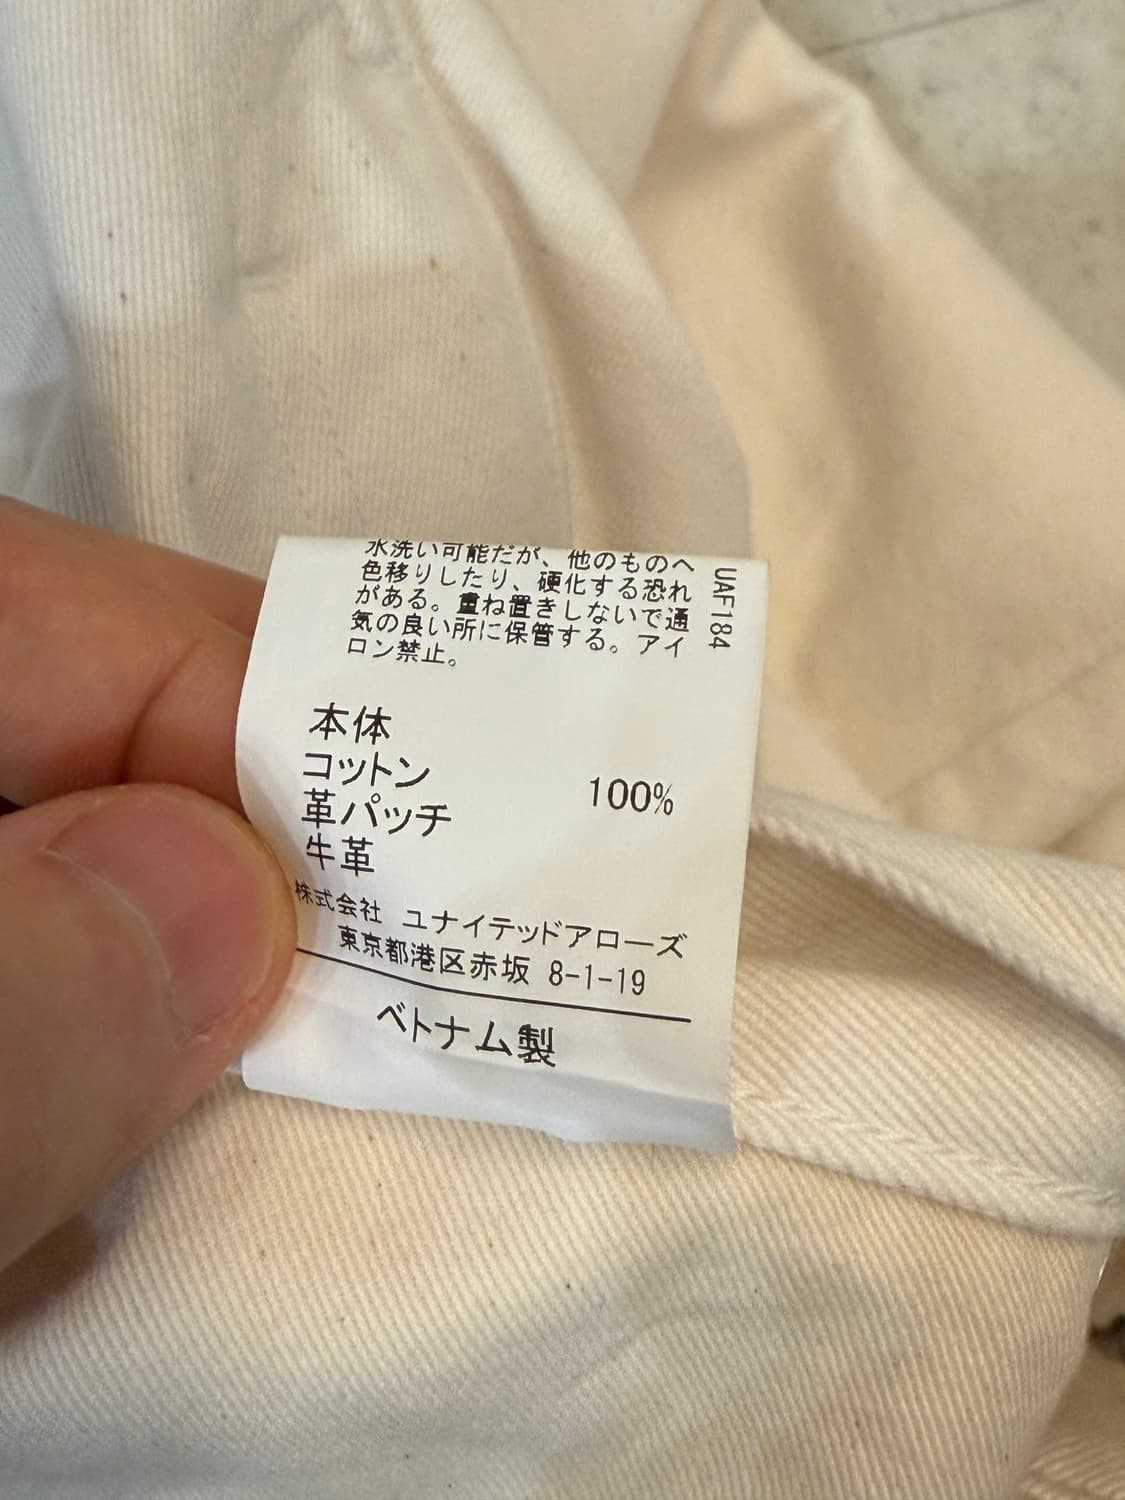 水洗い可能だが、他のものへ
色移りしたり、硬化する恐れ
がある。重ね置きしないで通
気の良い所に保管する。アイ
ロン禁止。
UAF184
本体
コットン 100%
革パッチ
牛革
株式会社 ユナイテッドアローズ
東京都港区赤坂 8-1-19
ベトナム製